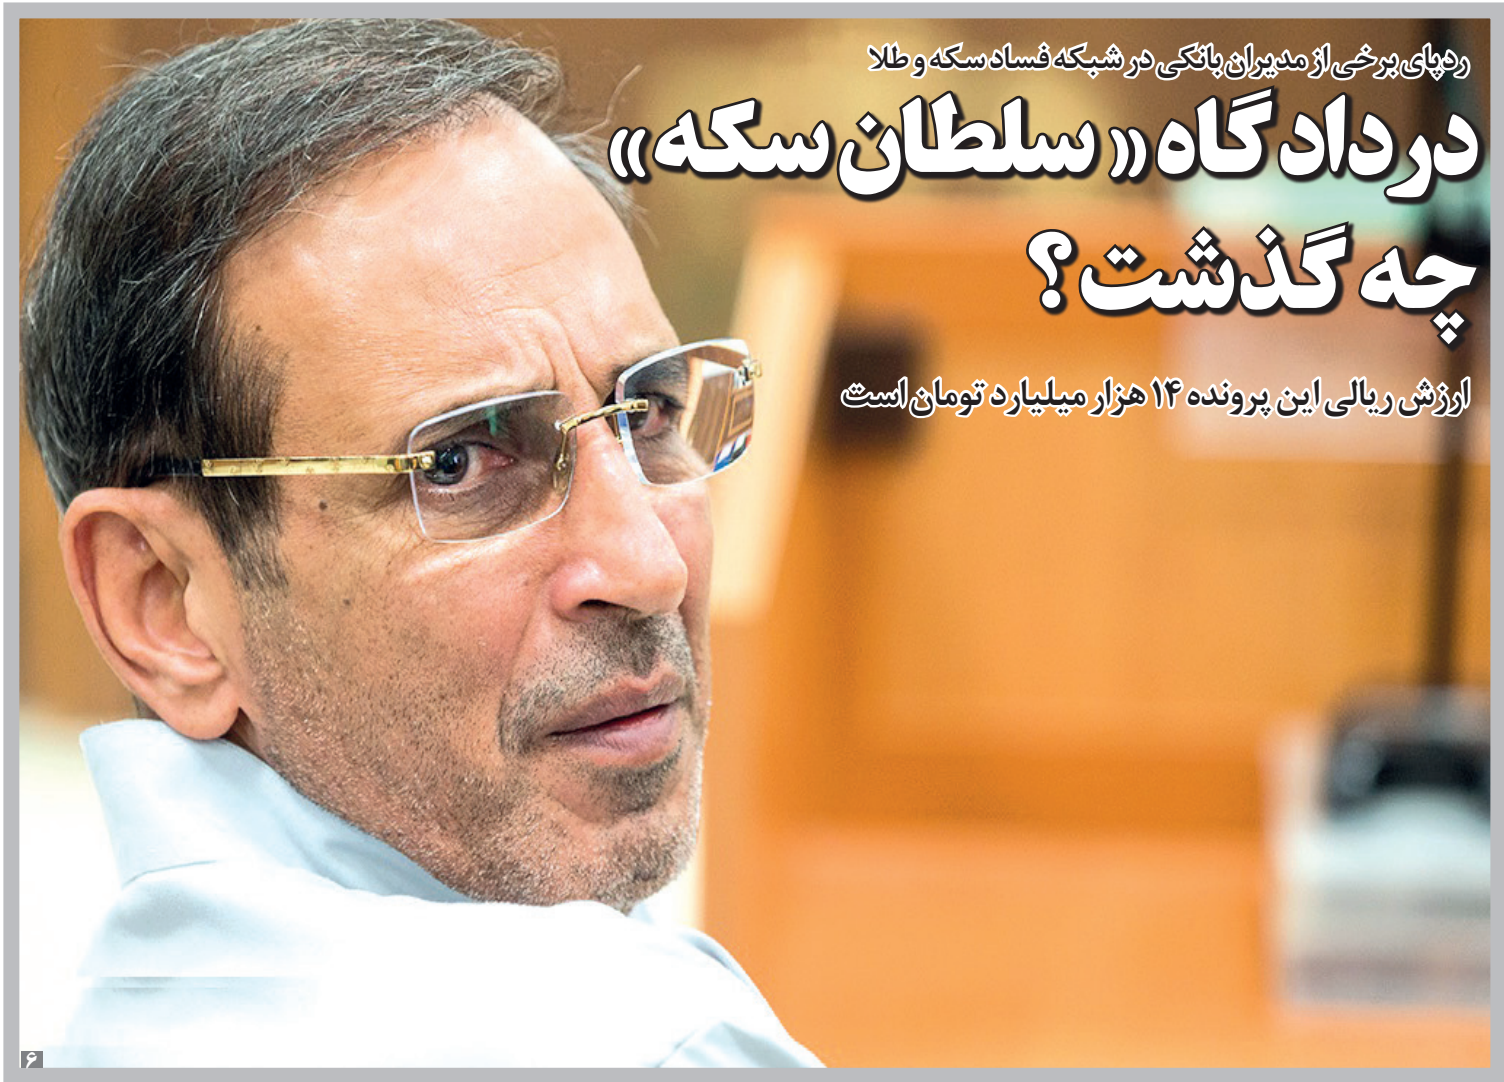 ردپای برخی از مدیران بانکی در شبکه فساد سکه و طلا
در دادگاه «سلطان سکه»
چه گذشت؟
ارزش ریالی این پرونده ۱۴ هزار میلیارد تومان است
۶